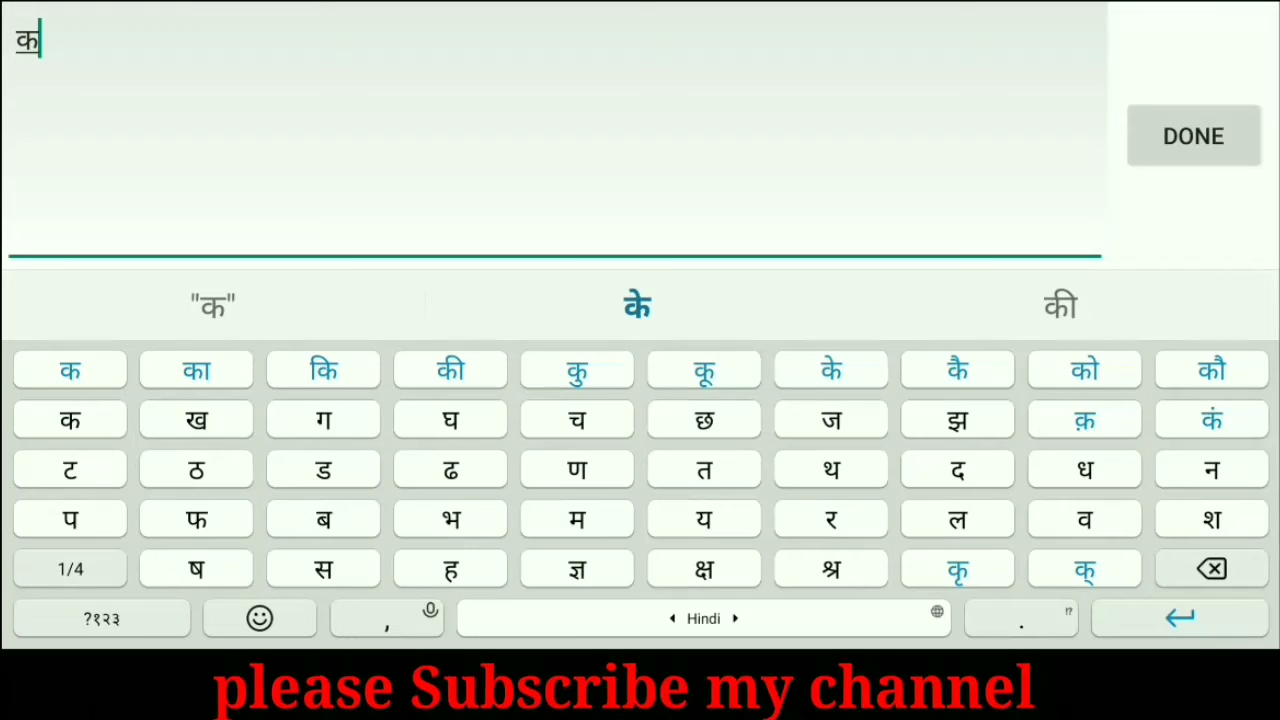 क
DONE
"क" के की
क का कि की कु कू के कै को कौ
क ख ग घ च छ ज झ क़ कं
ट ठ ड ढ ण त थ द ध न
प फ ब भ म य र ल व श
1/4 ष स ह ज्ञ क्ष श्र कृ क्
?१२३ , Hindi . !?
please Subscribe my channel